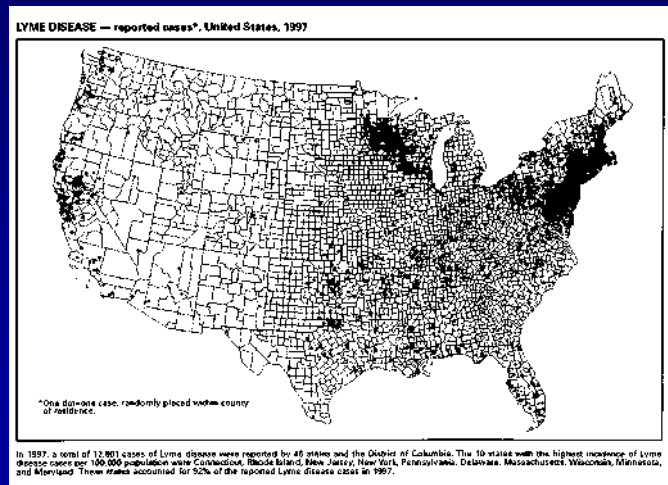 LYME DISEASE — reported cases*, United States, 1997
*One dot=one case, randomly placed within county
of residence.
In 1997, a total of 12,801 cases of Lyme disease were reported by 46 states and the District of Columbia. The 10 states with the highest incidence of Lyme
disease cases per 100,000 population were Connecticut, Rhode Island, New Jersey, New York, Pennsylvania, Delaware, Massachusetts, Wisconsin, Minnesota,
and Maryland. These states accounted for 92% of the reported Lyme disease cases in 1997.